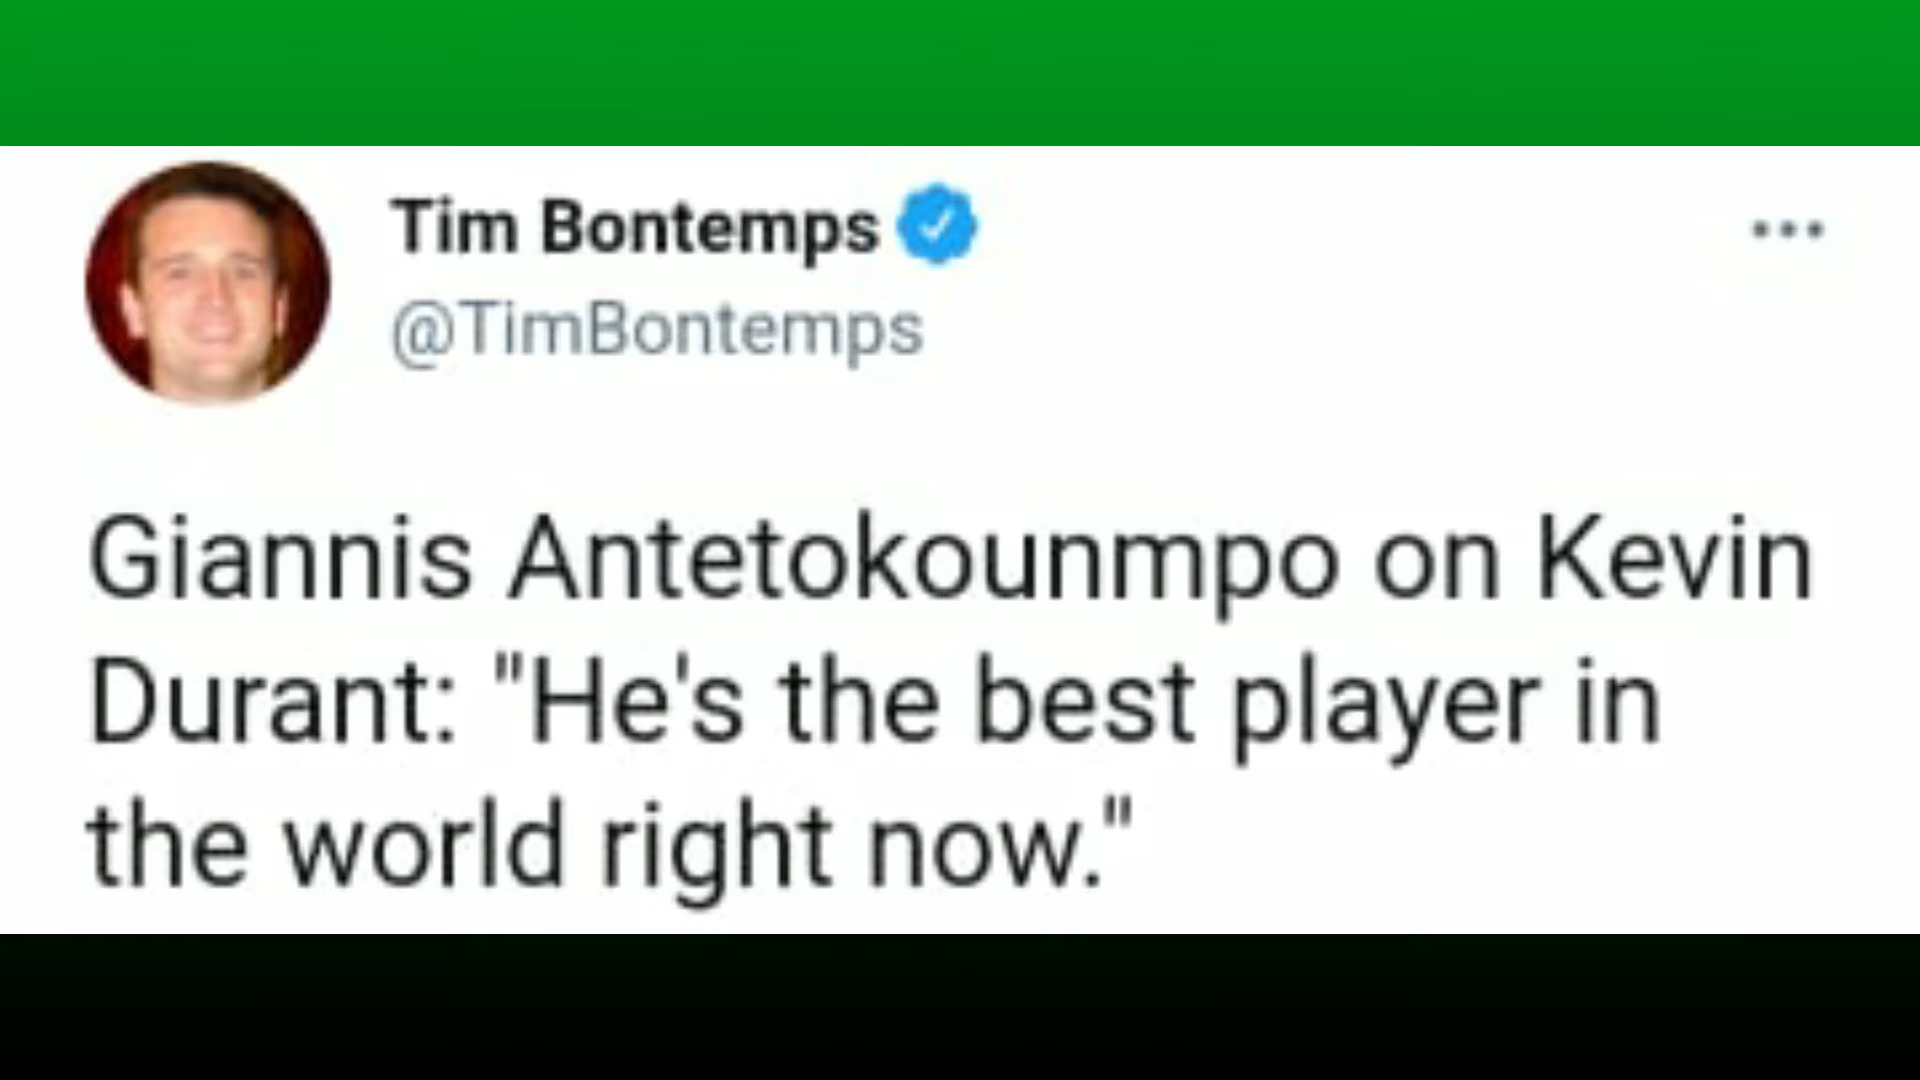 Tim Bontemps
@TimBontemps
Giannis Antetokounmpo on Kevin
Durant: "He's the best player in
the world right now."